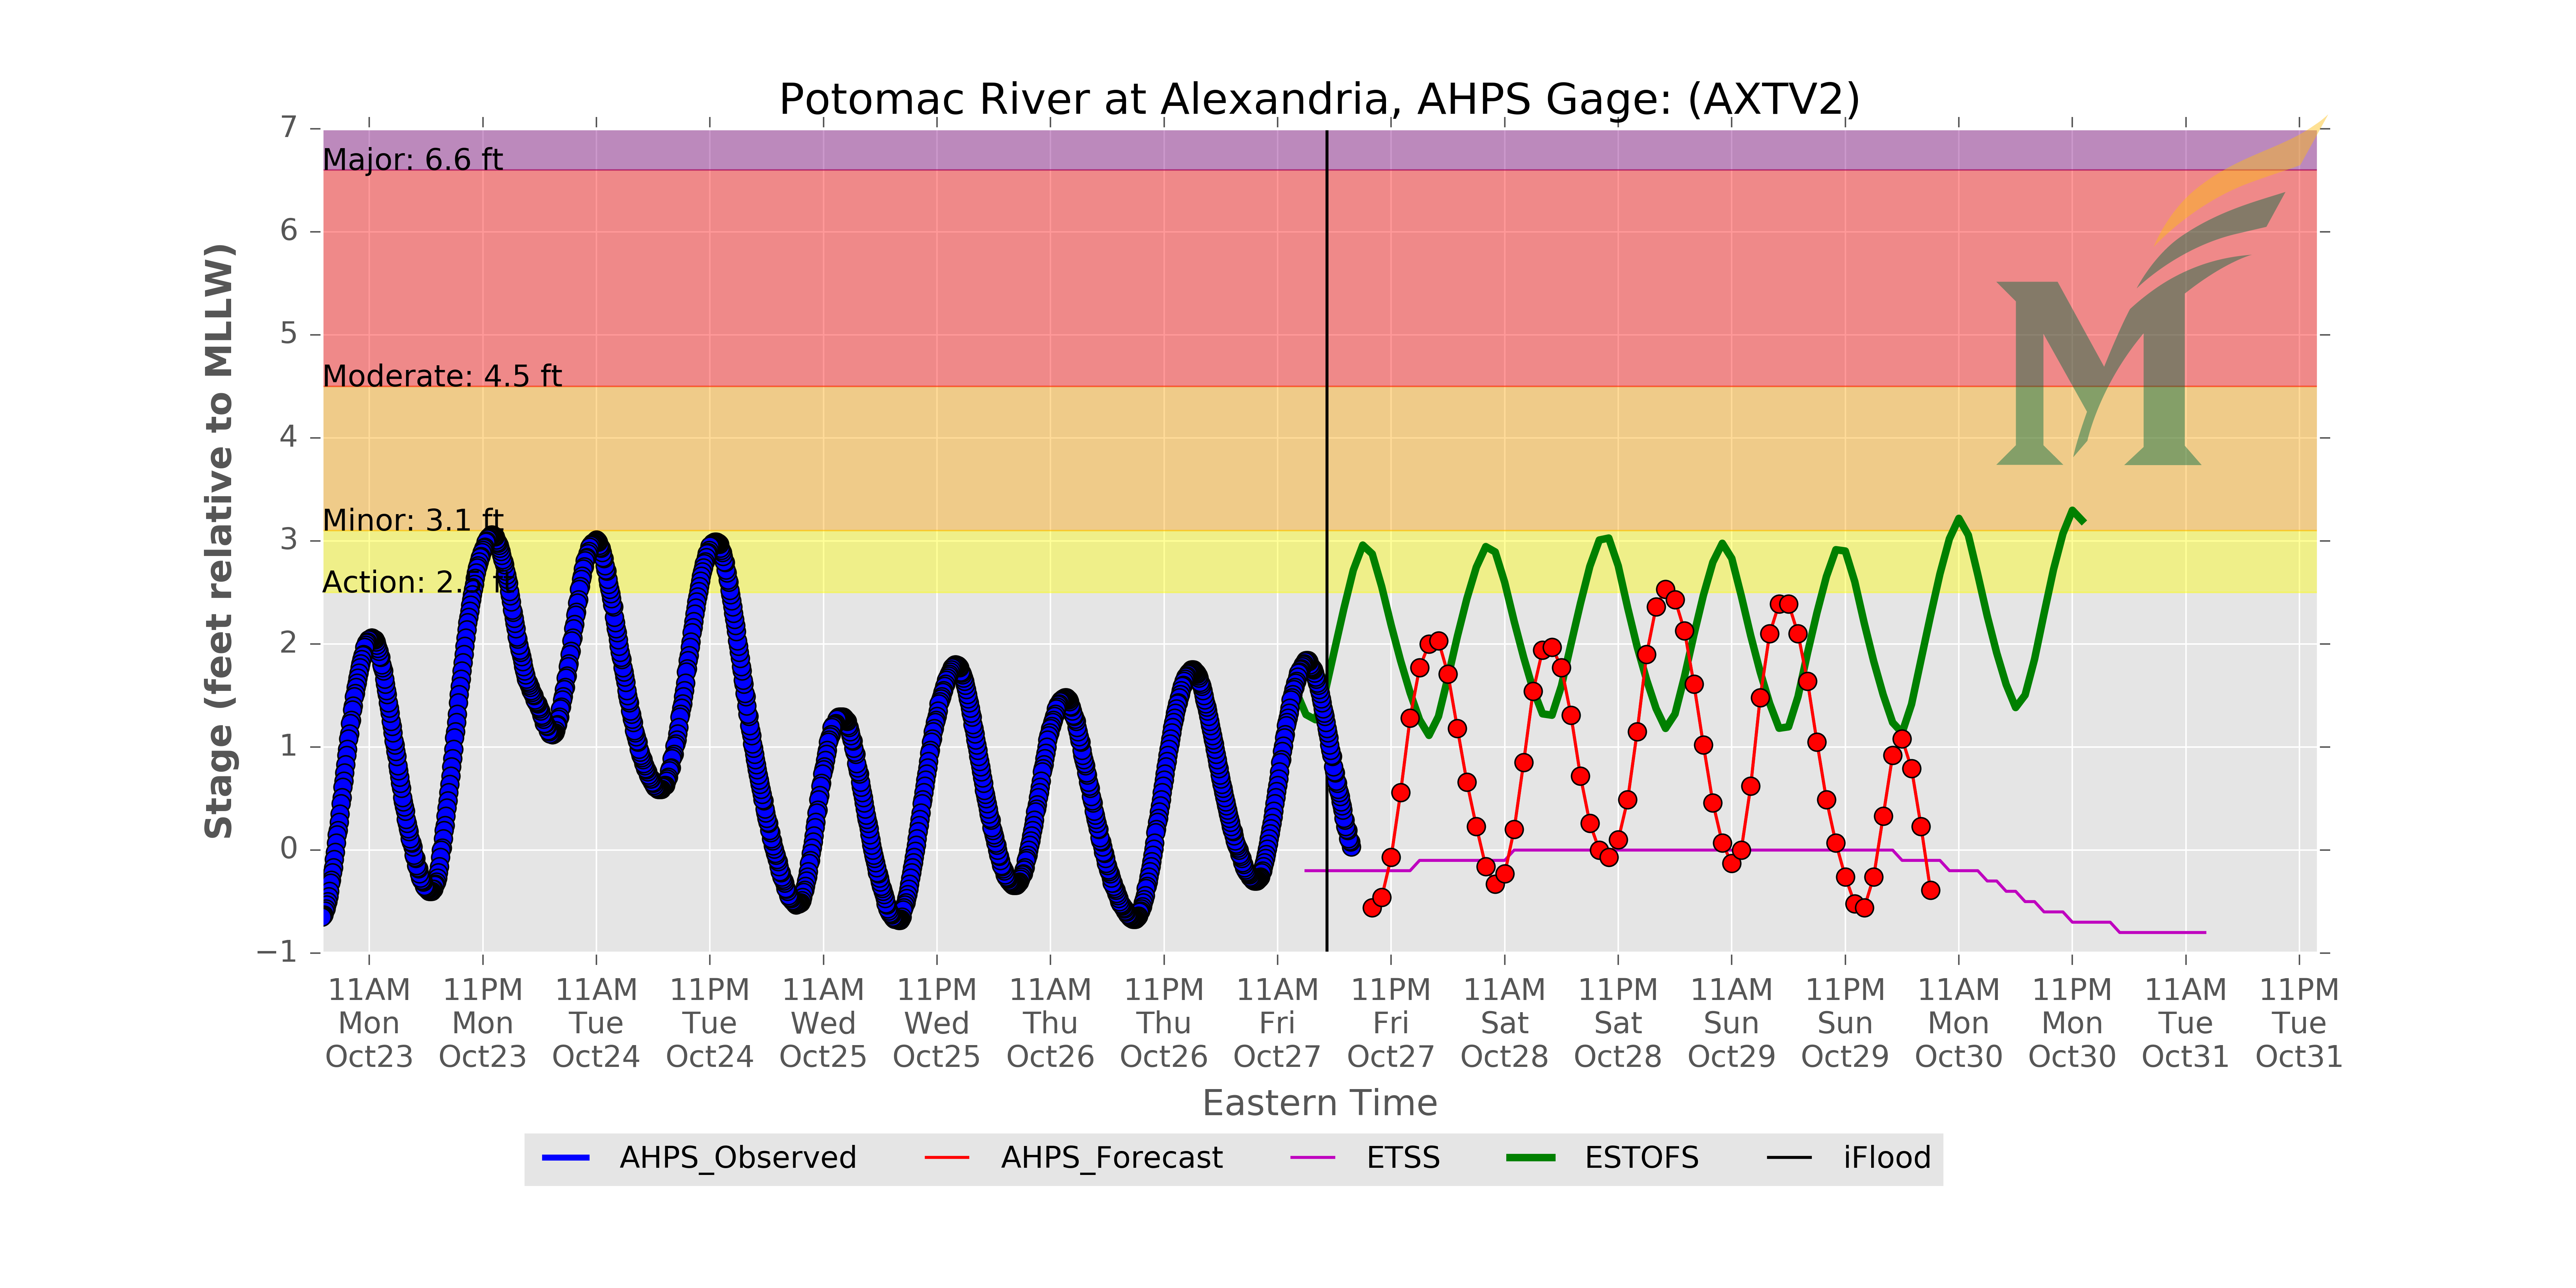 Potomac River at Alexandria, AHPS Gage: (AXTV2)
Stage (feet relative to MLLW)
7
6
5
4
3
2
1
0
−1
Major: 6.6 ft
Moderate: 4.5 ft
Minor: 3.1 ft
Action: 2. ft
11AM 11PM 11AM 11PM 11AM 11PM 11AM 11PM 11AM 11PM 11AM 11PM 11AM 11PM 11AM 11PM 11AM 11PM
Mon Mon Tue Tue Wed Wed Thu Thu Fri Fri Sat Sat Sun Sun Mon Mon Tue Tue
Oct23 Oct23 Oct24 Oct24 Oct25 Oct25 Oct26 Oct26 Oct27 Oct27 Oct28 Oct28 Oct29 Oct29 Oct30 Oct30 Oct31 Oct31
Eastern Time
AHPS_Observed AHPS_Forecast ETSS ESTOFS iFlood